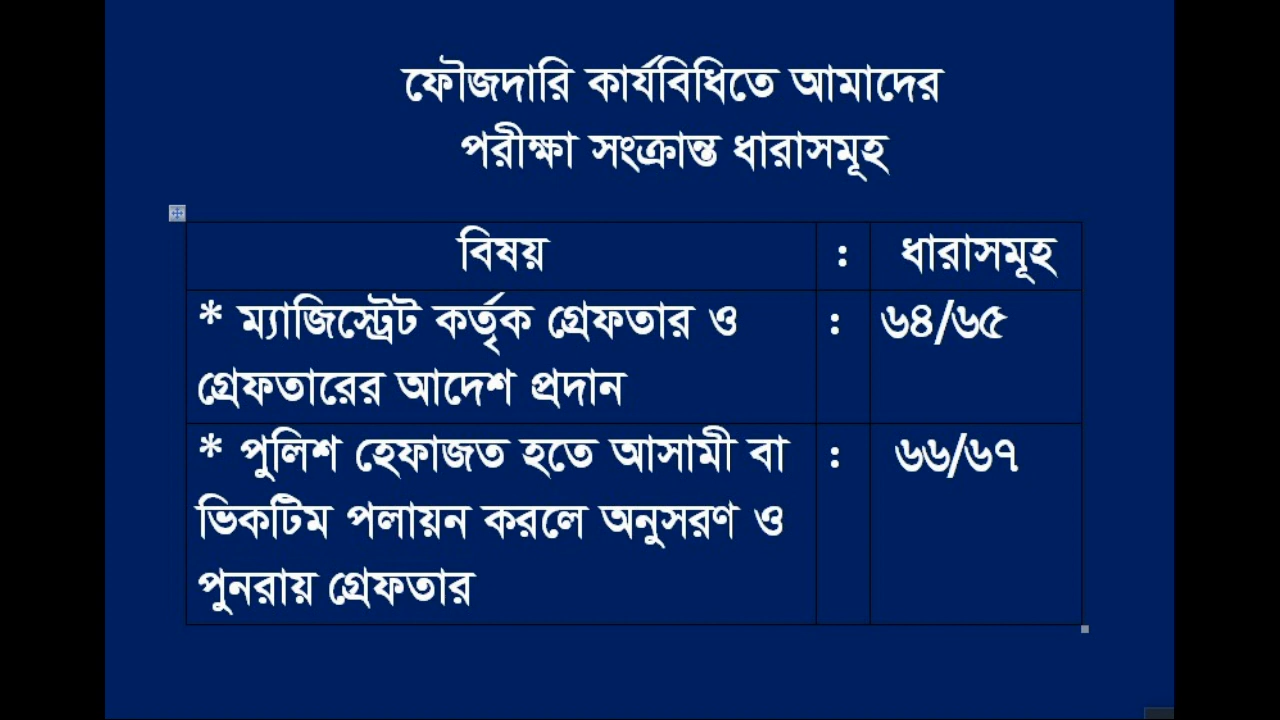 ফৌজদারি কার্যবিধিতে আমাদের
পরীক্ষা সংক্রান্ত ধারাসমূহ
বিষয় : ধারাসমূহ
* ম্যাজিস্ট্রেট কর্তৃক গ্রেফতার ও : ৬৪/৬৫
গ্রেফতারের আদেশ প্রদান
* পুলিশ হেফাজত হতে আসামী বা : ৬৬/৬৭
ভিকটিম পলায়ন করলে অনুসরণ ও
পুনরায় গ্রেফতার